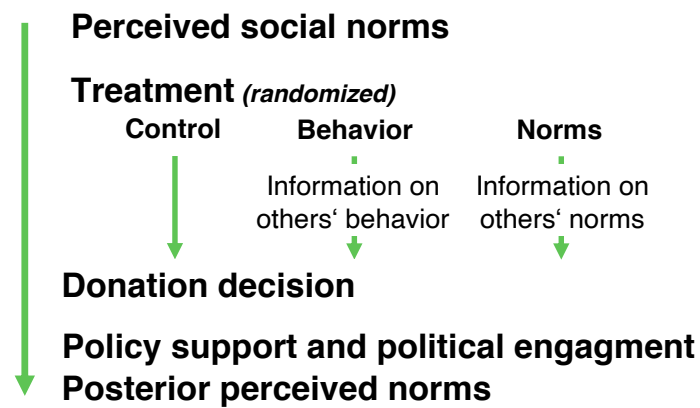 Perceived social norms
Treatment (randomized)
Control Behavior Norms
Information on others‘ behavior
Information on others‘ norms
Donation decision
Policy support and political engagment
Posterior perceived norms